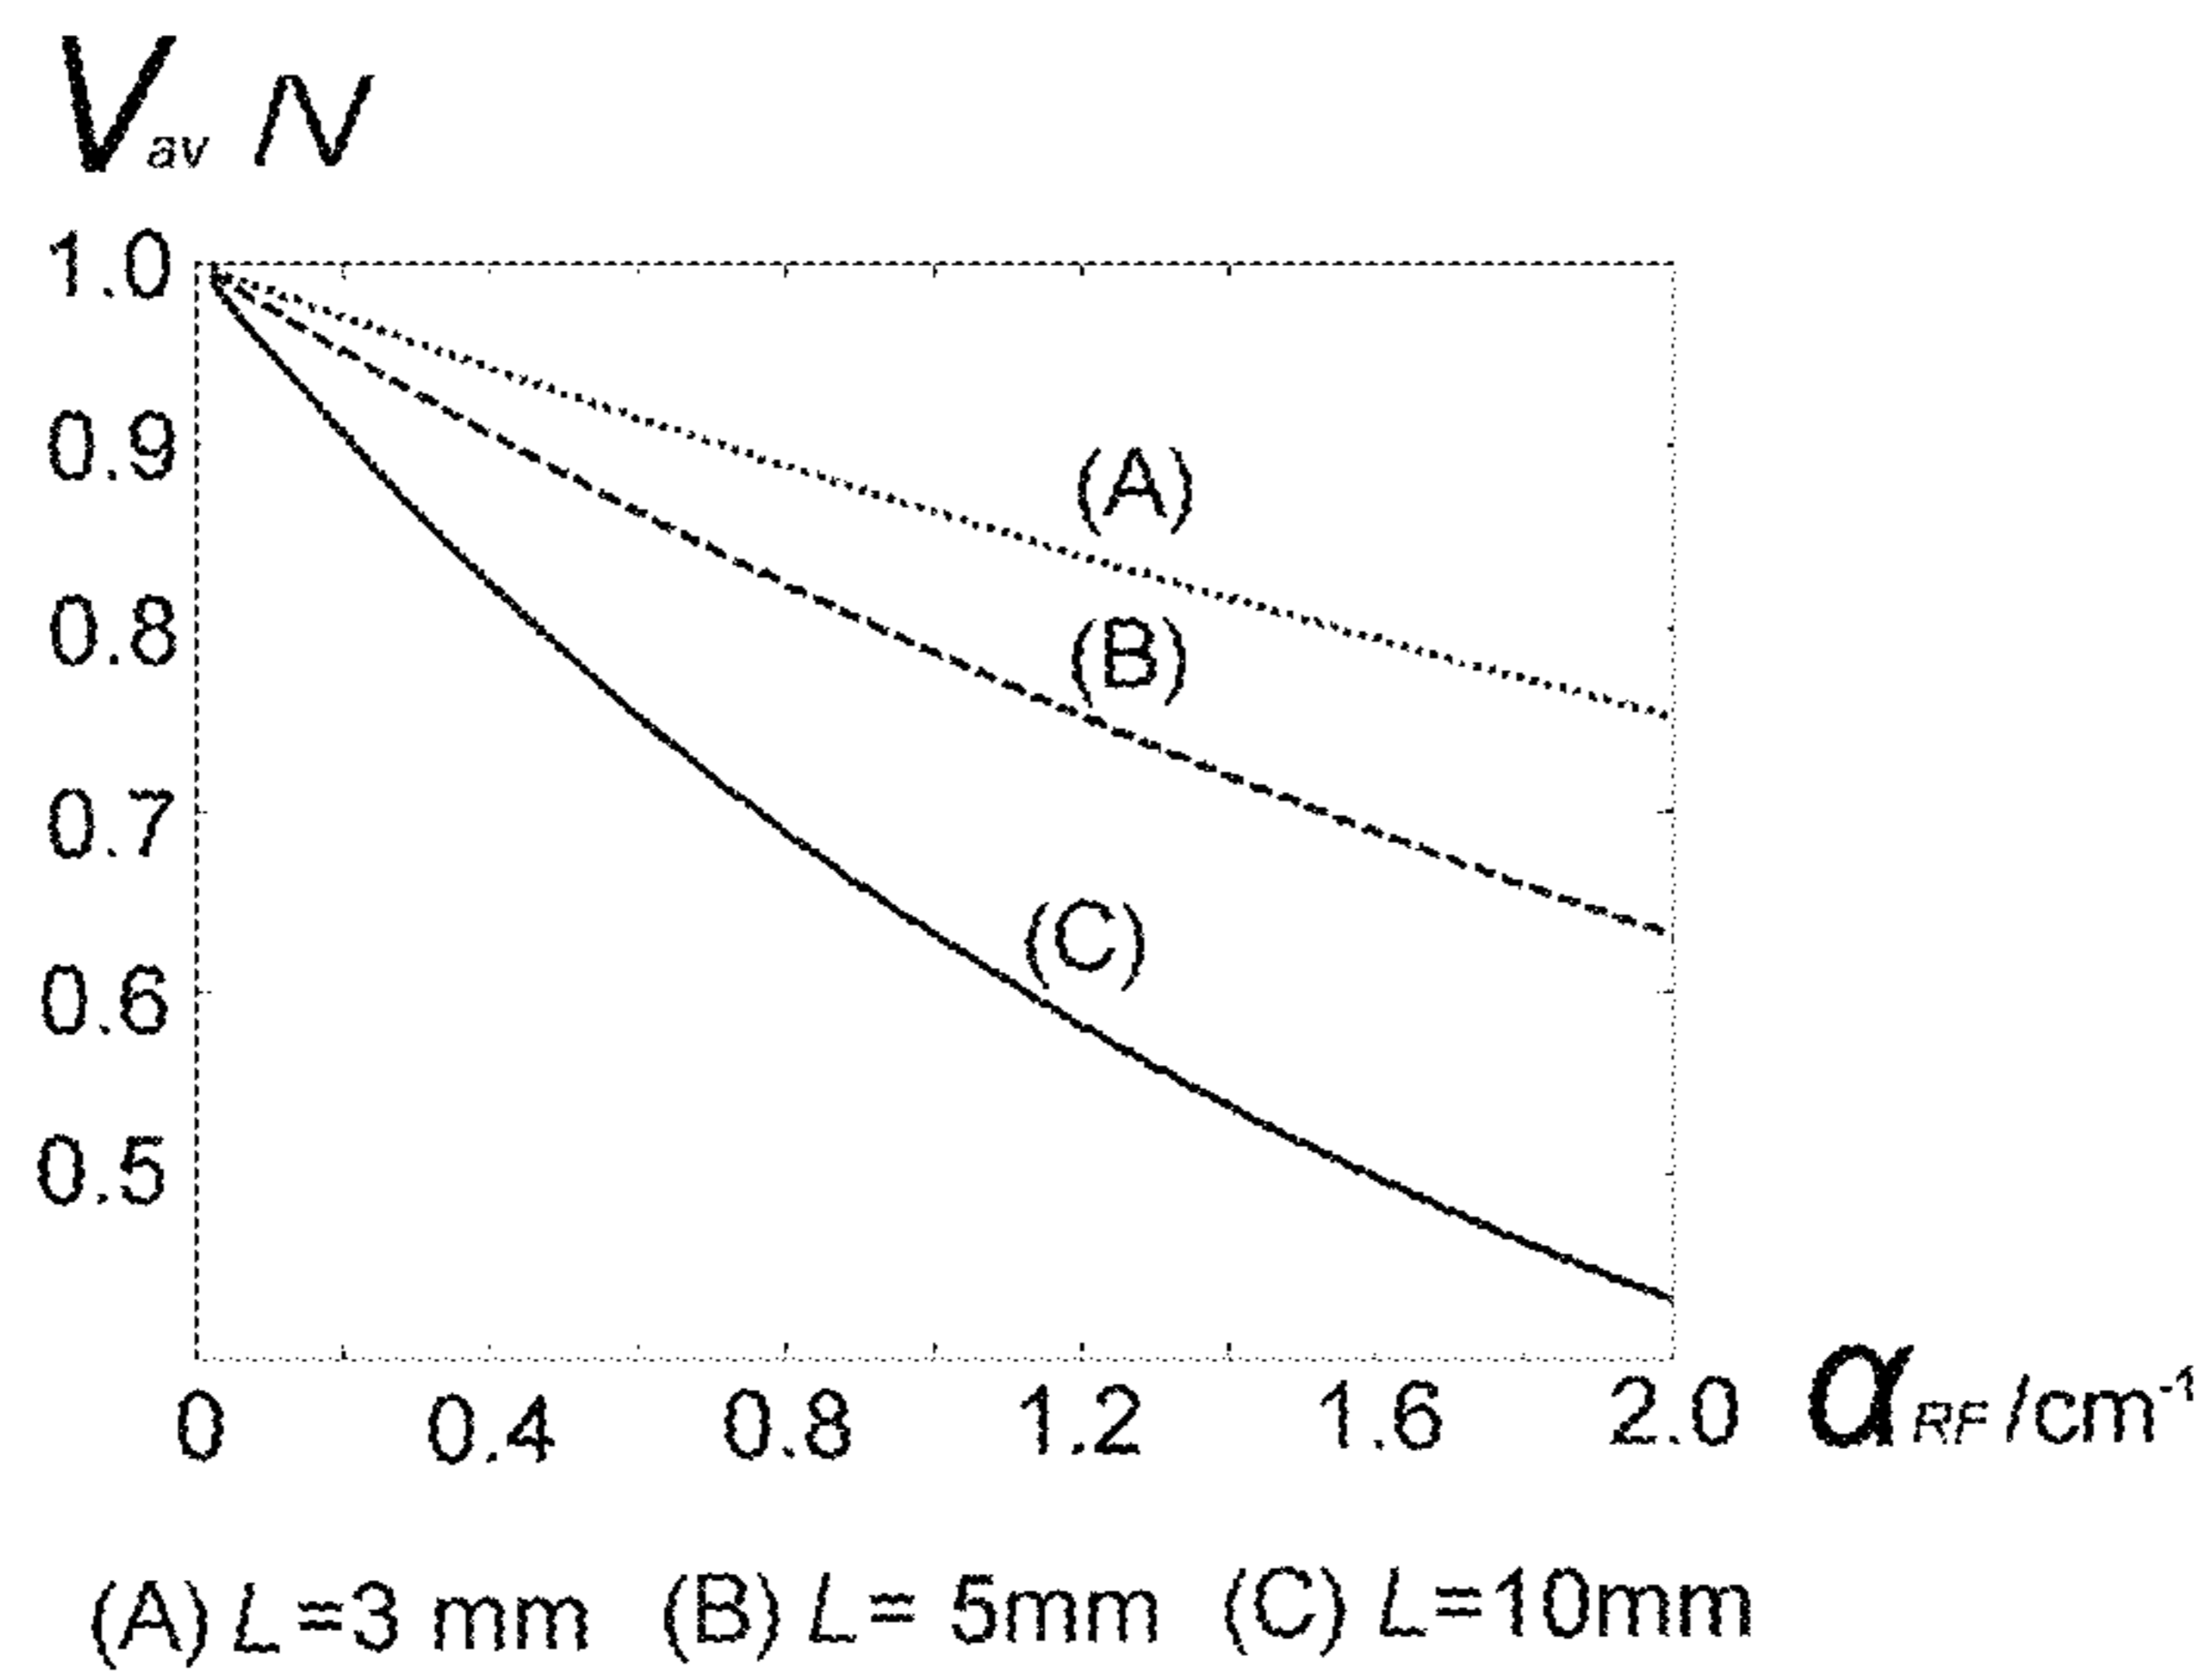 Vav /V
1.0
0.9
0.8
0.7
0.6
0.5
(A)
(B)
(C)
0 0.4 0.8 1.2 1.6 2.0 αRF /cm-1
(A) L=3 mm (B) L= 5mm (C) L=10mm